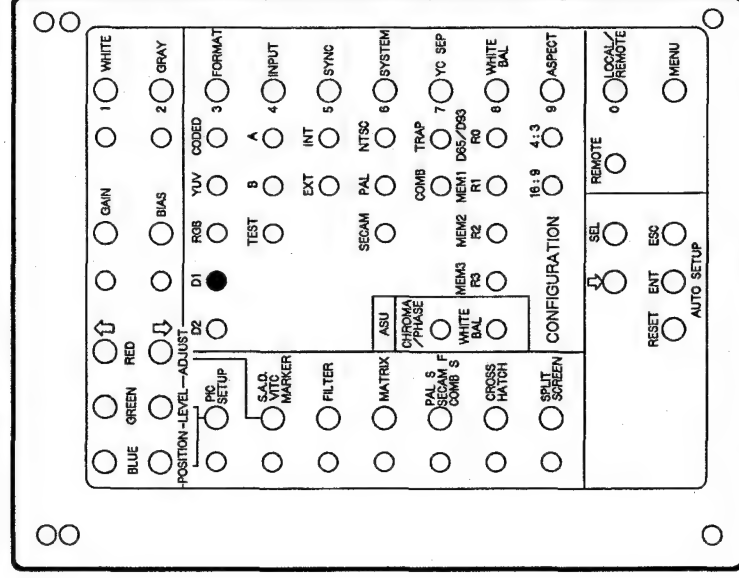 BLUE GREEN RED ⇧ GAIN 1 WHITE
⇩ BIAS 2 GRAY
POSITION-LEVEL-ADJUST
PIC
SETUP
D2 D1 RGB YUV CODED 3 FORMAT
S.A.D.
VITC
MARKER
TEST B A 4 INPUT
FILTER
EXT INT 5 SYNC
MATRIX
ASU
SECAM PAL NTSC 6 SYSTEM
PAL S
SECAM F
COMB S
CHROMA
/PHASE
COMB TRAP 7 YC SEP
CROSS
HATCH
WHITE
BAL
MEM3 MEM2 MEM1 D65/D93
R3 R2 R1 R0
8 WHITE
BAL
SPLIT
SCREEN
CONFIGURATION
16:9 4:3 9 ASPECT
⇩ SEL REMOTE 0 LOCAL/
REMOTE
RESET ENT ESC MENU
AUTO SETUP